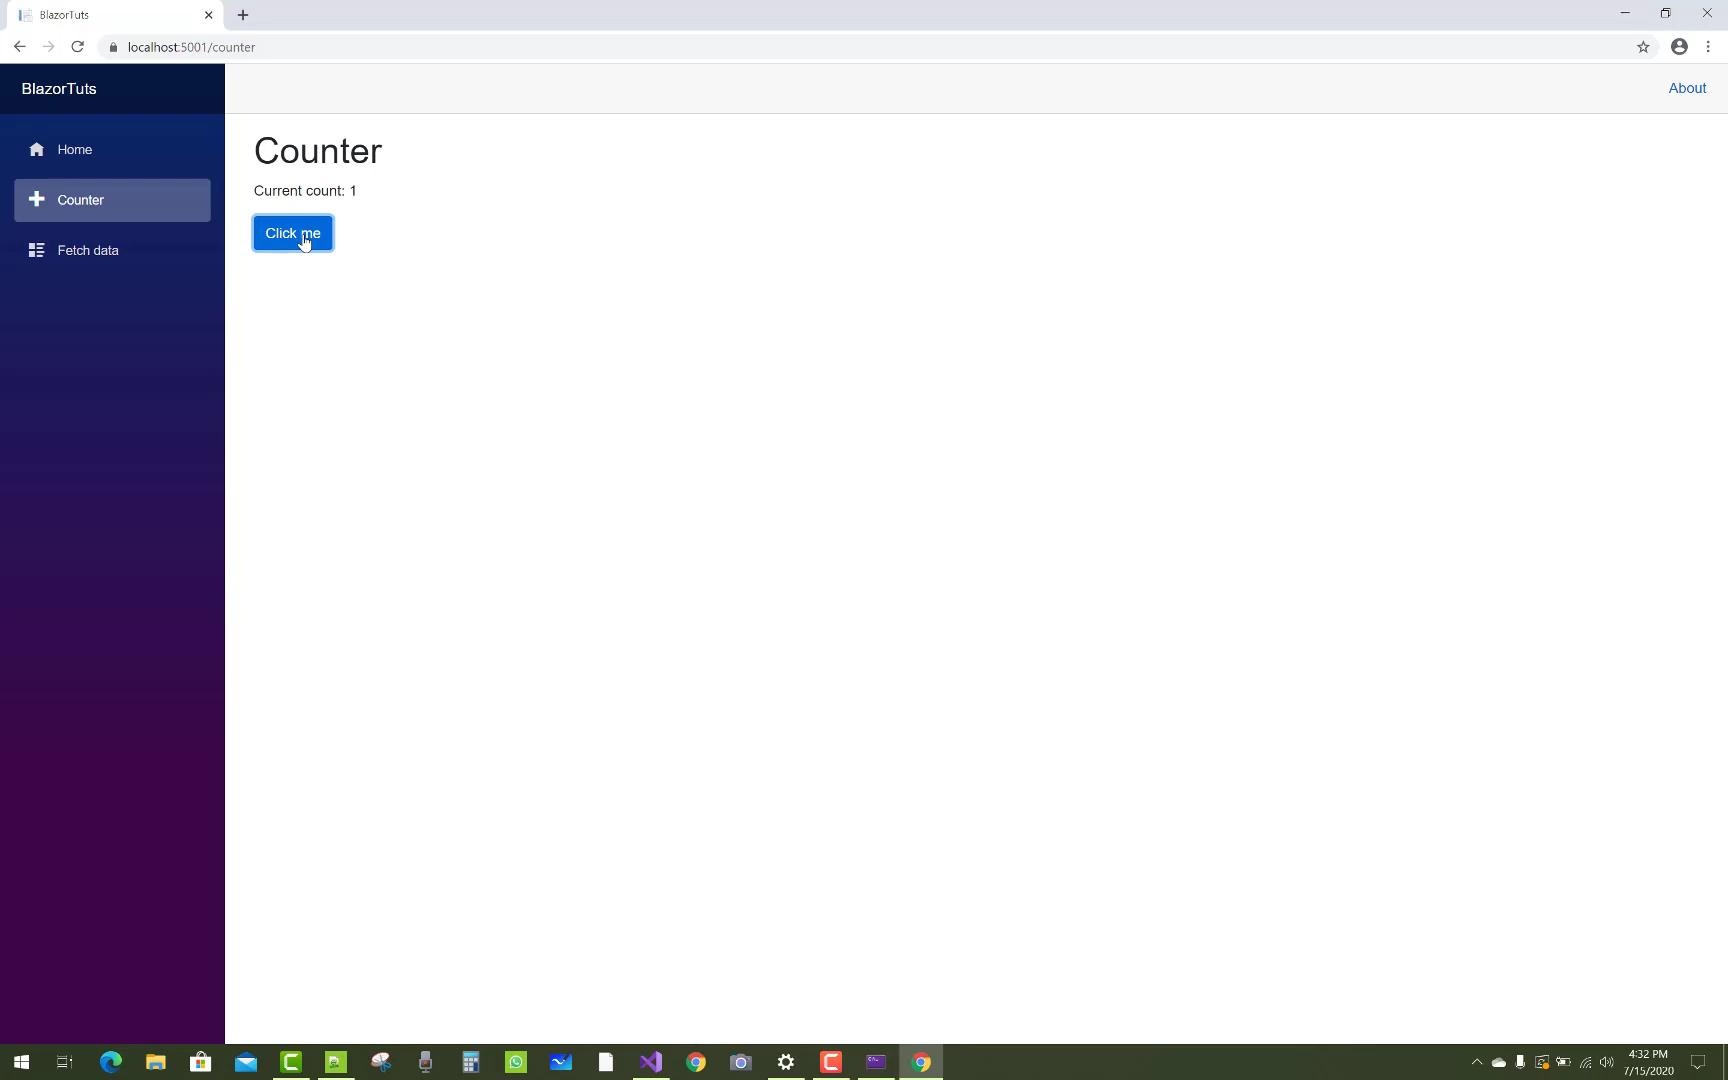 BlazorTuts
localhost:5001/counter
BlazorTuts
About
Home
Counter
Fetch data
Counter
Current count: 1
Click me
4:32 PM
7/15/2020